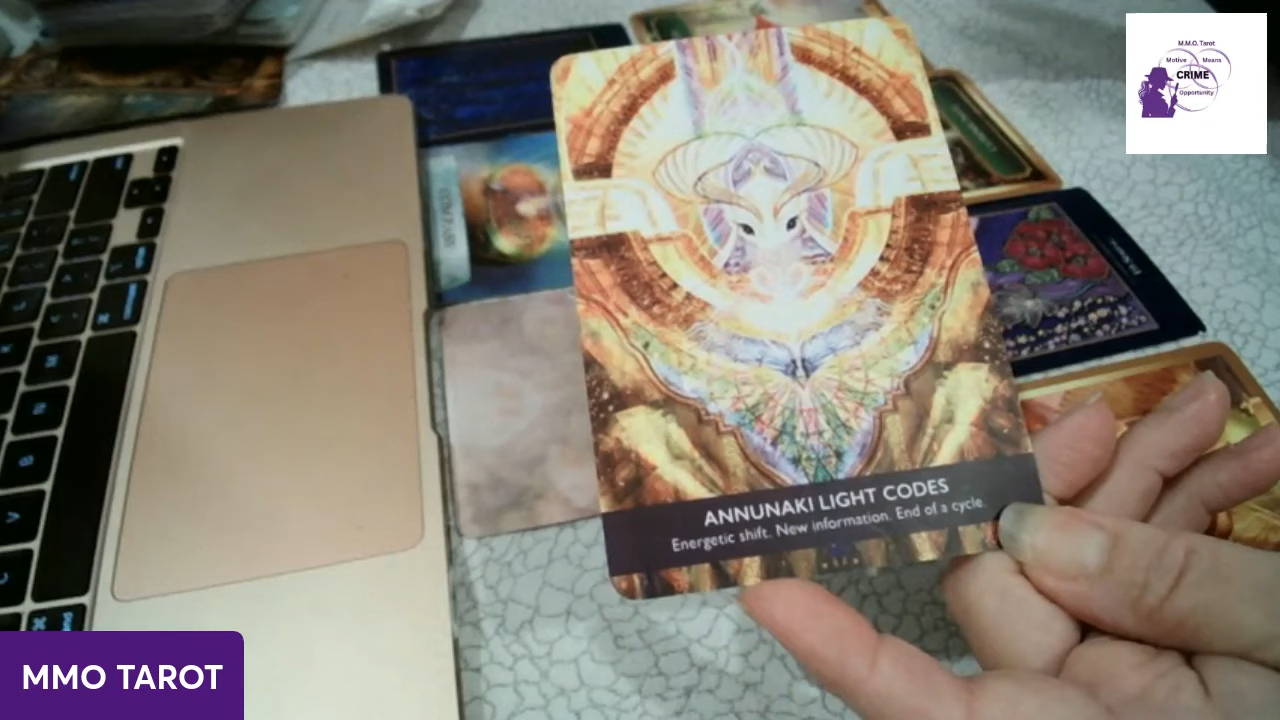 M.M.O. Tarot
Motive
Means
CRIME
Opportunity
ANNUNAKI LIGHT CODES
Energetic shift. New information. End of a cycle.
MMO TAROT